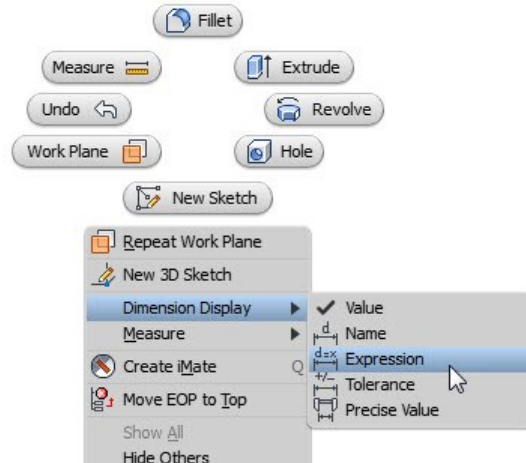 Fillet
Measure
Extrude
Undo
Revolve
Work Plane
Hole
New Sketch
Repeat Work Plane
New 3D Sketch
Dimension Display
Measure
Create iMate Q
Move EOP to Top
Show All
Hide Others
Value
d
Name
d=x
Expression
+/-
Tolerance
Precise Value